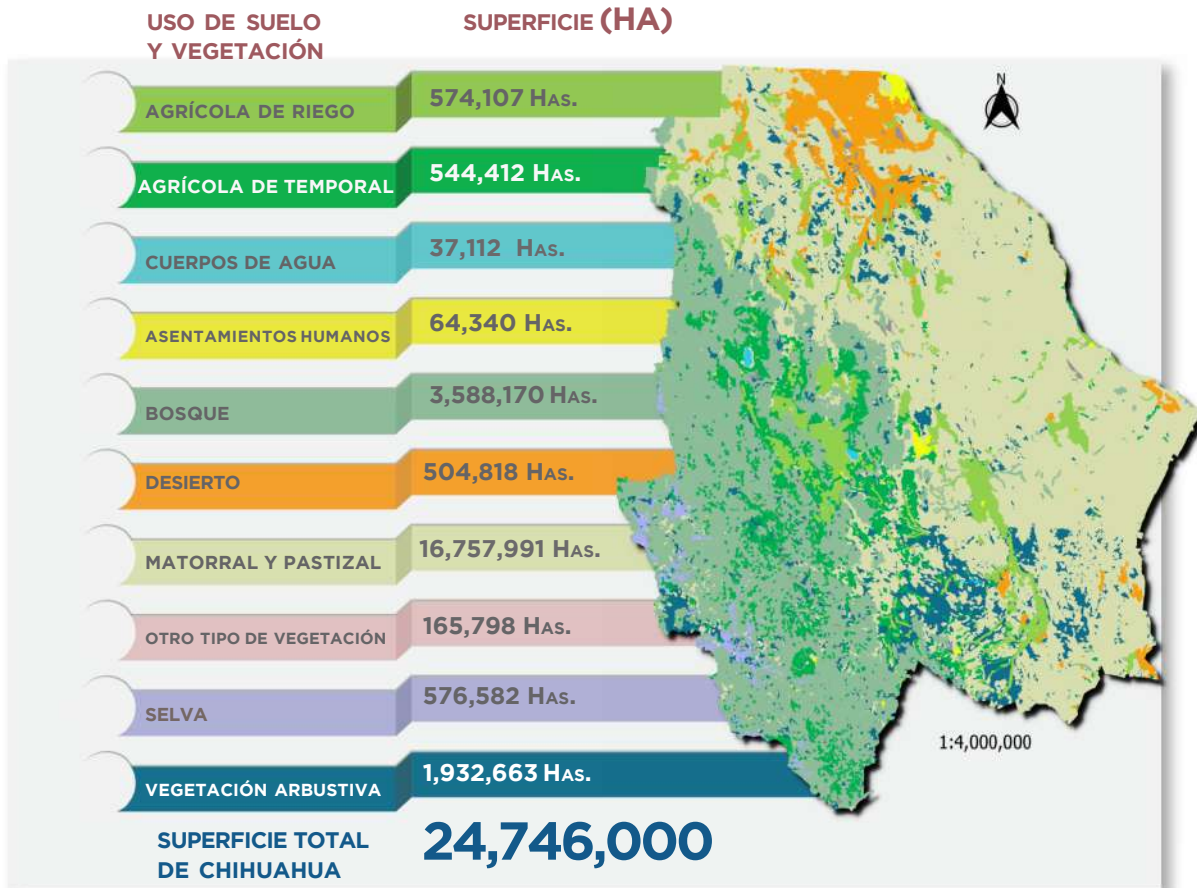 USO DE SUELO
Y VEGETACIÓN
SUPERFICIE (HA)
AGRÍCOLA DE RIEGO
574,107 HAS.
AGRÍCOLA DE TEMPORAL
544,412 HAS.
CUERPOS DE AGUA
37,112 HAS.
ASENTAMIENTOS HUMANOS
64,340 HAS.
BOSQUE
3,588,170 HAS.
DESIERTO
504,818 HAS.
MATORRAL Y PASTIZAL
16,757,991 HAS.
OTRO TIPO DE VEGETACIÓN
165,798 HAS.
SELVA
576,582 HAS.
VEGETACIÓN ARBUSTIVA
1,932,663 HAS.
SUPERFICIE TOTAL
DE CHIHUAHUA
24,746,000
N
1:4,000,000